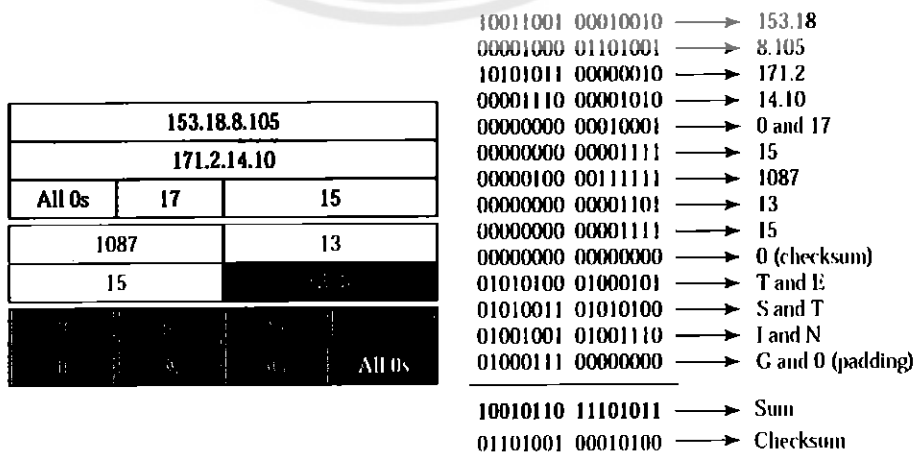 153.18.8.105
171.2.14.10
All 0s 17 15
1087 13
15
All 0s
10011001 00010010 → 153.18
00001000 01101001 → 8.105
10101011 00000010 → 171.2
00001110 00001010 → 14.10
00000000 00010001 → 0 and 17
00000000 00001111 → 15
00000100 00111111 → 1087
00000000 00001101 → 13
00000000 00001111 → 15
00000000 00000000 → 0 (checksum)
01010100 01000101 → T and E
01010011 01010100 → S and T
01001001 01001110 → I and N
01000111 00000000 → G and 0 (padding)
10010110 11101011 → Sum
01101001 00010100 → Checksum